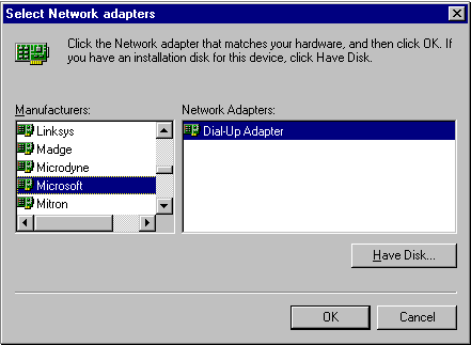 Select Network adapters
Click the Network adapter that matches your hardware, and then click OK. If
you have an installation disk for this device, click Have Disk.
Manufacturers:
Linksys
Madge
Microdyne
Microsoft
Mitron
Network Adapters:
Dial-Up Adapter
Have Disk...
OK
Cancel